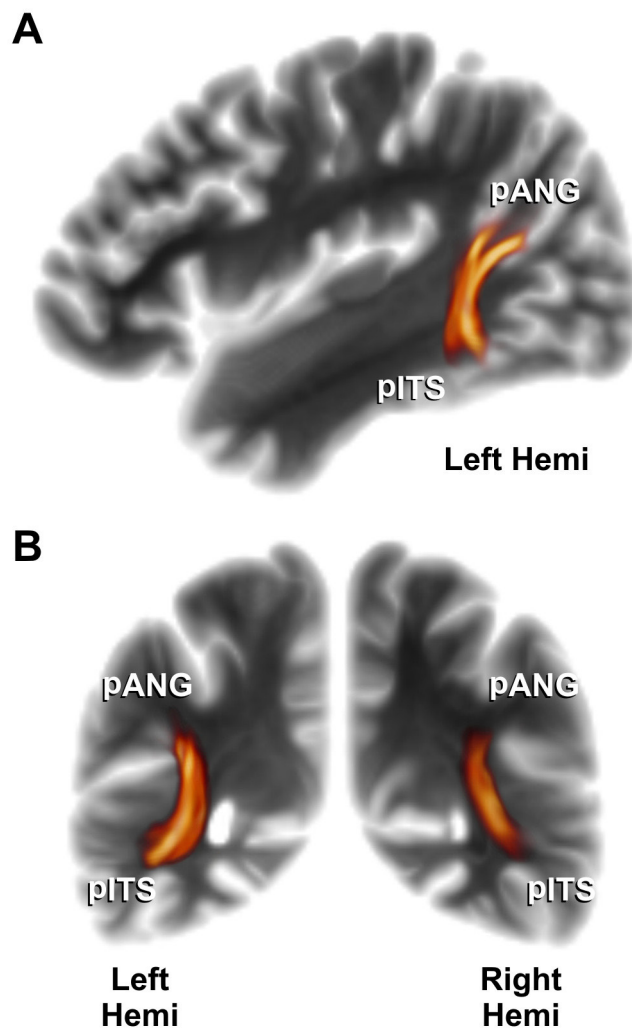 A
pANG
pITS
Left Hemi
B
pANG
pANG
pITS
pITS
Left
Hemi
Right
Hemi